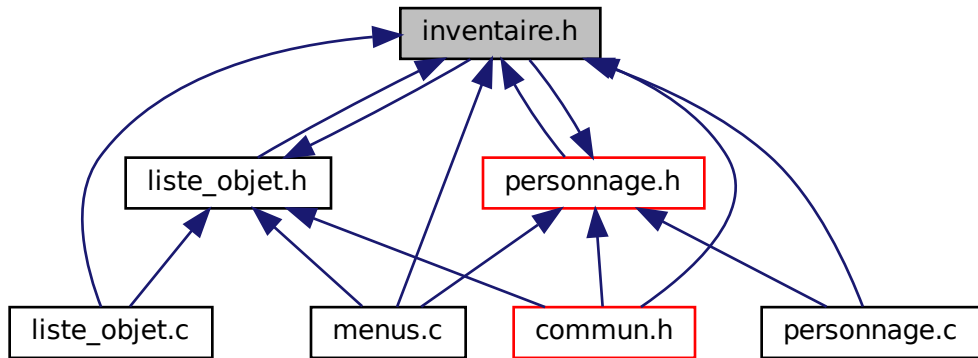 inventaire.h
liste_objet.h
personnage.h
liste_objet.c
menus.c
commun.h
personnage.c